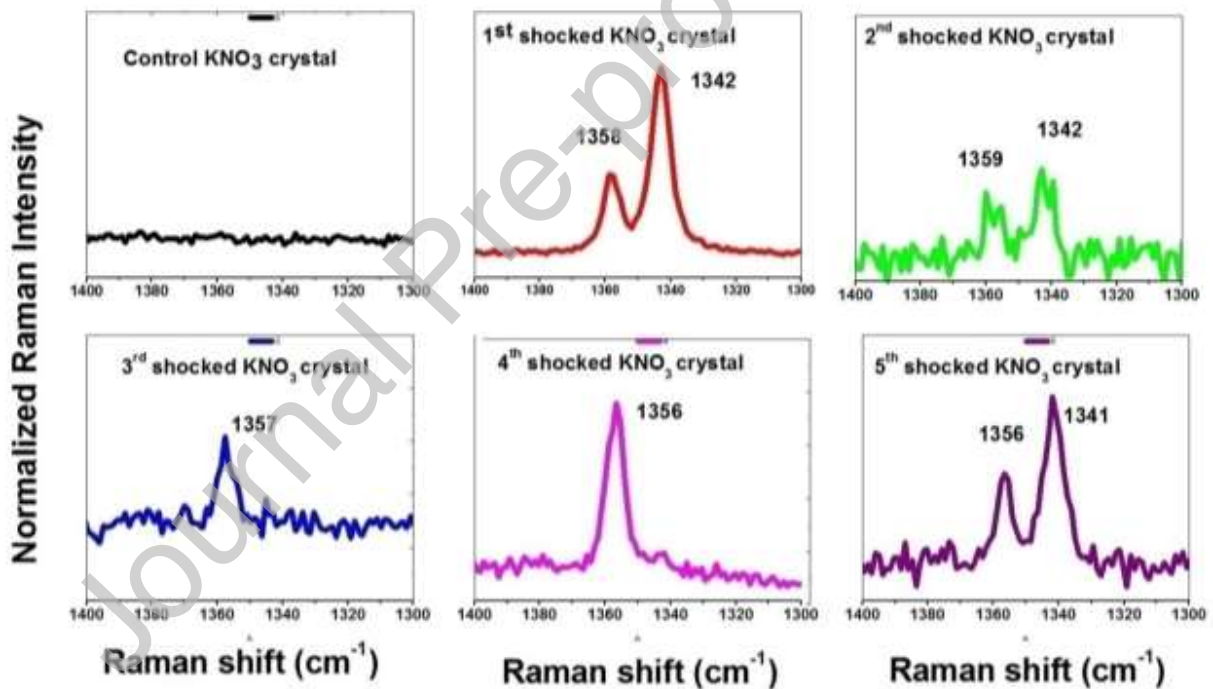 Normalized Raman Intensity
Control KNO3 crystal
1400 1380 1360 1340 1320 1300
1st shocked KNO3 crystal
1358
1342
1400 1380 1360 1340 1320 1300
2nd shocked KNO3 crystal
1359
1342
1400 1380 1360 1340 1320 1300
3rd shocked KNO3 crystal
1357
1400 1380 1360 1340 1320 1300
Raman shift (cm-1)
4th shocked KNO3 crystal
1356
1400 1380 1360 1340 1320 1300
Raman shift (cm-1)
5th shocked KNO3 crystal
1356
1341
1400 1380 1360 1340 1320 1300
Raman shift (cm-1)
Journal Pre-pro